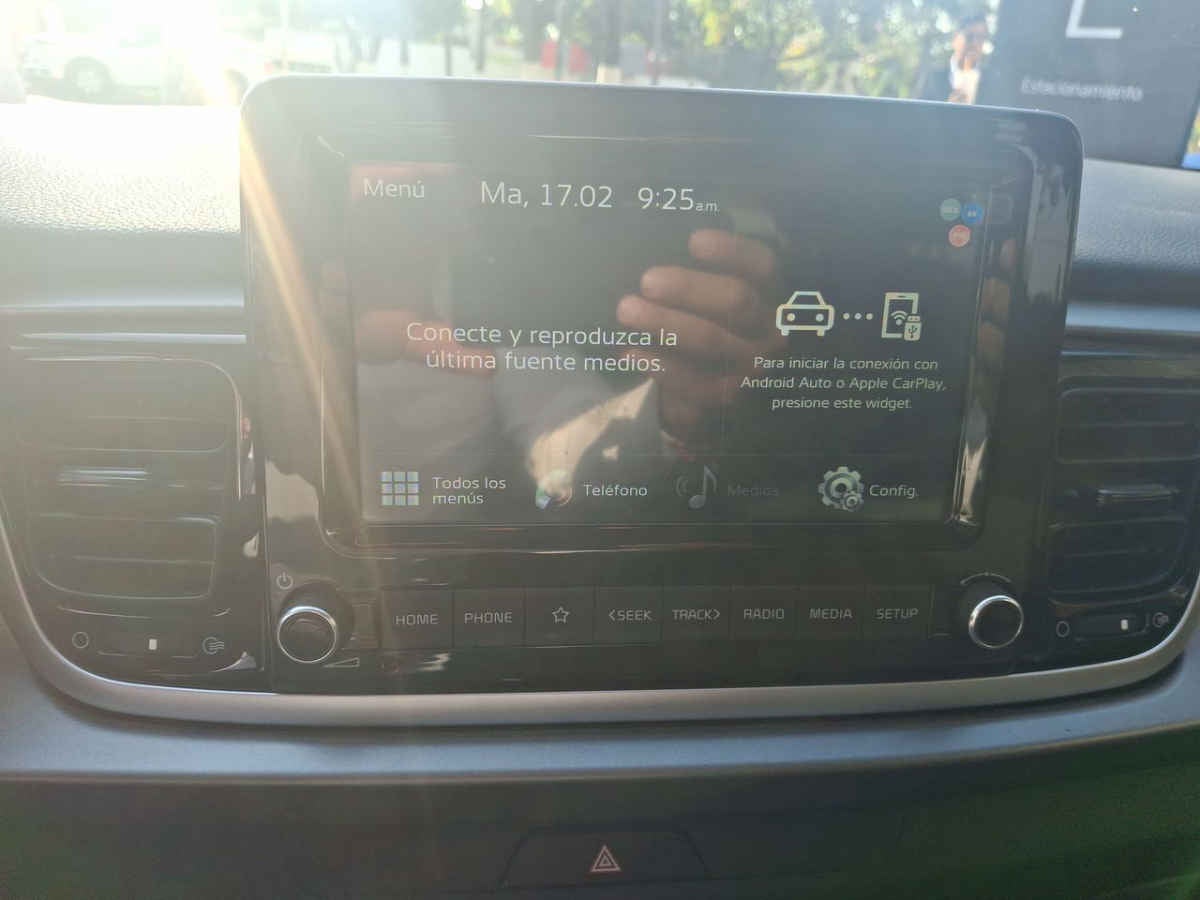 Estacionamiento
Menú
Ma, 17.02 9:25a.m.
Conecte y reproduzca la
última fuente medios.
Para iniciar la conexión con
Android Auto o Apple CarPlay,
presione este widget.
Todos los
menús
Teléfono
Medios
Config.
HOME
PHONE
<SEEK
TRACK>
RADIO
MEDIA
SETUP